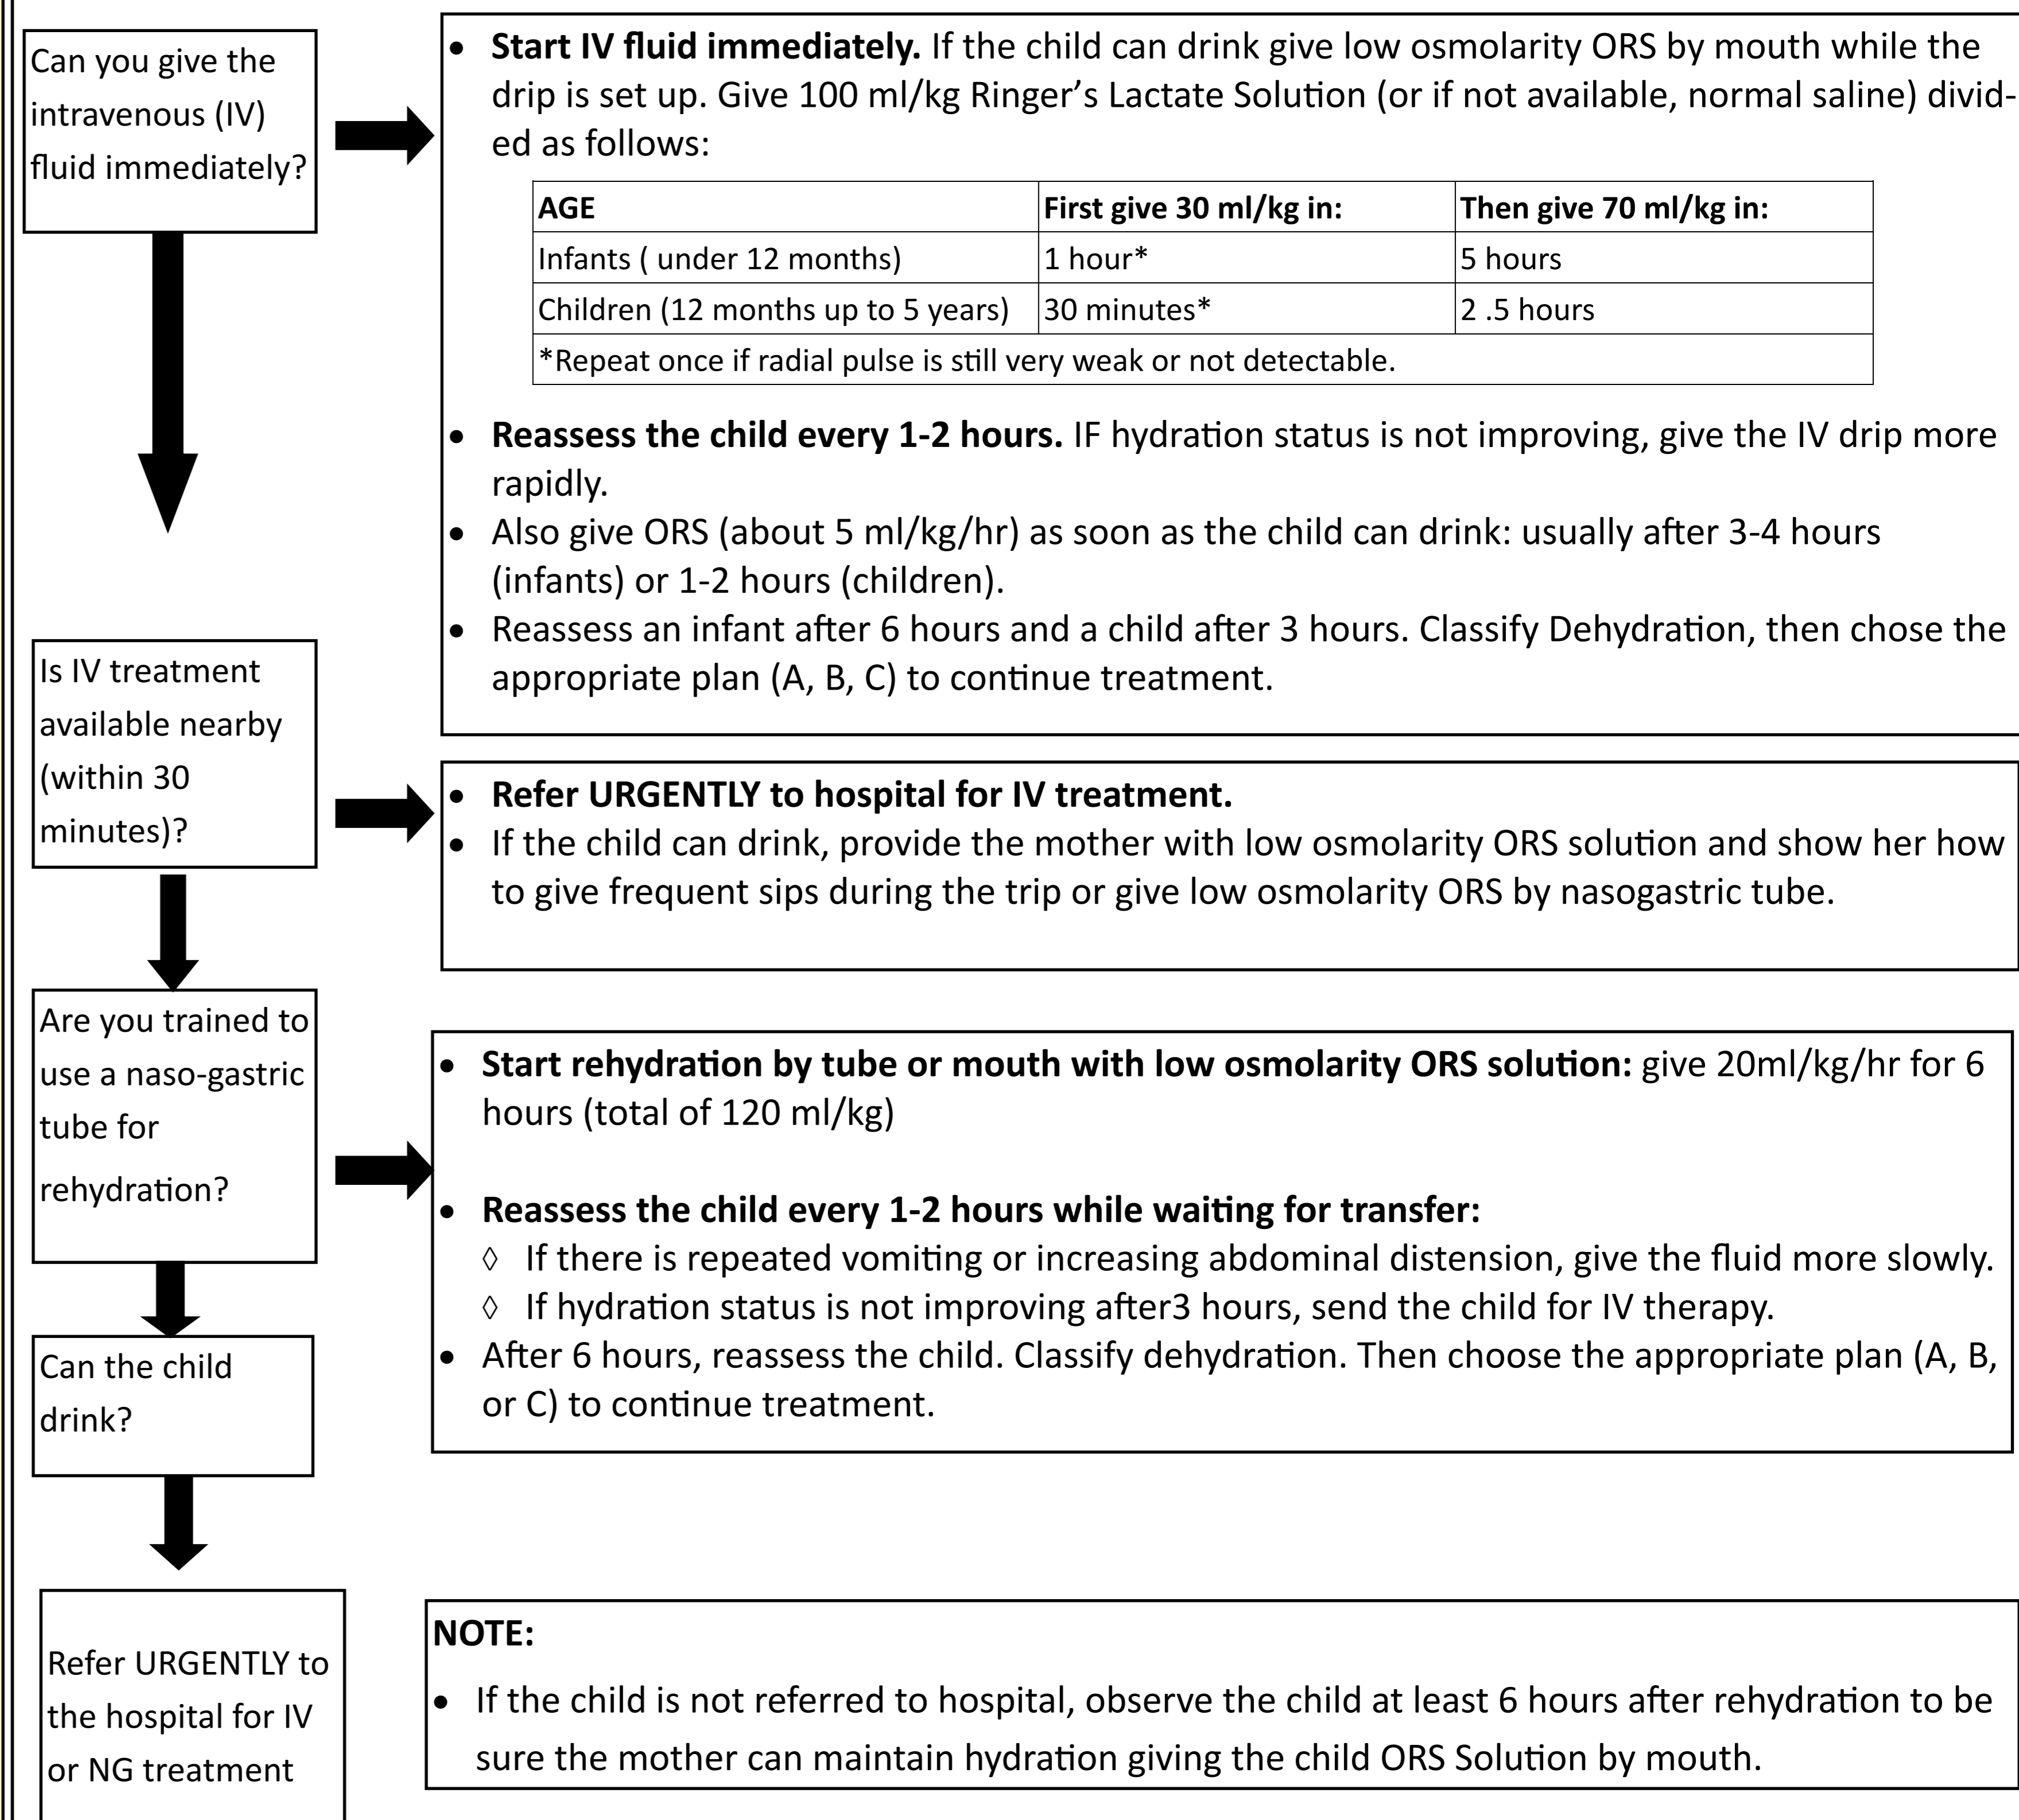 Can you give the
intravenous (IV)
fluid immediately?
• Start IV fluid immediately. If the child can drink give low osmolarity ORS by mouth while the
drip is set up. Give 100 ml/kg Ringer’s Lactate Solution (or if not available, normal saline) divid-
ed as follows:
AGE First give 30 ml/kg in: Then give 70 ml/kg in:
Infants ( under 12 months) 1 hour* 5 hours
Children (12 months up to 5 years) 30 minutes* 2 .5 hours
*Repeat once if radial pulse is still very weak or not detectable.
• Reassess the child every 1-2 hours. IF hydration status is not improving, give the IV drip more
rapidly.
• Also give ORS (about 5 ml/kg/hr) as soon as the child can drink: usually after 3-4 hours
(infants) or 1-2 hours (children).
• Reassess an infant after 6 hours and a child after 3 hours. Classify Dehydration, then chose the
appropriate plan (A, B, C) to continue treatment.
Is IV treatment
available nearby
(within 30
minutes)?
• Refer URGENTLY to hospital for IV treatment.
• If the child can drink, provide the mother with low osmolarity ORS solution and show her how
to give frequent sips during the trip or give low osmolarity ORS by nasogastric tube.
Are you trained to
use a naso-gastric
tube for
rehydration?
• Start rehydration by tube or mouth with low osmolarity ORS solution: give 20ml/kg/hr for 6
hours (total of 120 ml/kg)
• Reassess the child every 1-2 hours while waiting for transfer:
◊ If there is repeated vomiting or increasing abdominal distension, give the fluid more slowly.
◊ If hydration status is not improving after3 hours, send the child for IV therapy.
• After 6 hours, reassess the child. Classify dehydration. Then choose the appropriate plan (A, B,
or C) to continue treatment.
Can the child
drink?
Refer URGENTLY to
the hospital for IV
or NG treatment
NOTE:
• If the child is not referred to hospital, observe the child at least 6 hours after rehydration to be
sure the mother can maintain hydration giving the child ORS Solution by mouth.